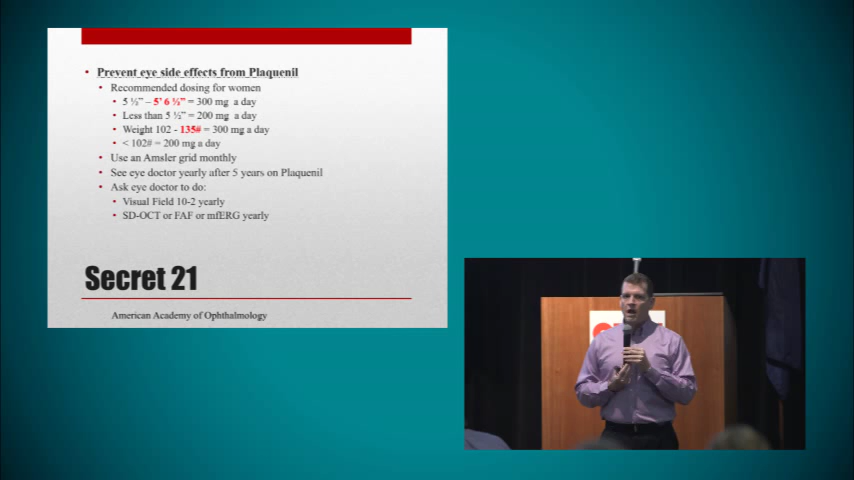 Prevent eye side effects from Plaquenil
Recommended dosing for women
5 ½” – 5’ 6 ½” = 300 mg a day
Less than 5 ½” = 200 mg a day
Weight 102 - 135# = 300 mg a day
< 102# = 200 mg a day
Use an Amsler grid monthly
See eye doctor yearly after 5 years on Plaquenil
Ask eye doctor to do:
Visual Field 10-2 yearly
SD-OCT or FAF or mfERG yearly
Secret 21
American Academy of Ophthalmology